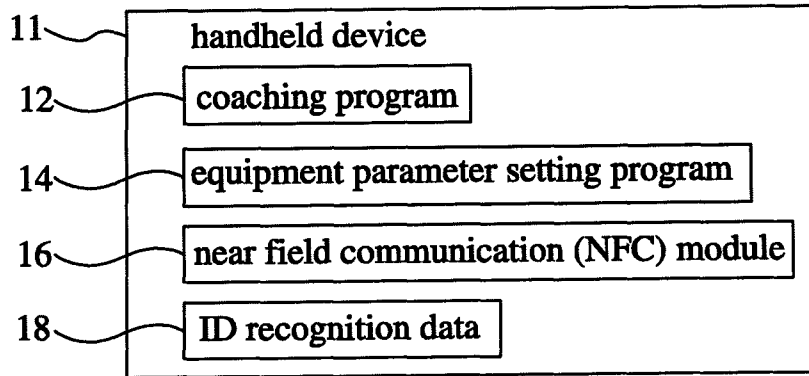 11 handheld device
12 coaching program
14 equipment parameter setting program
16 near field communication (NFC) module
18 ID recognition data